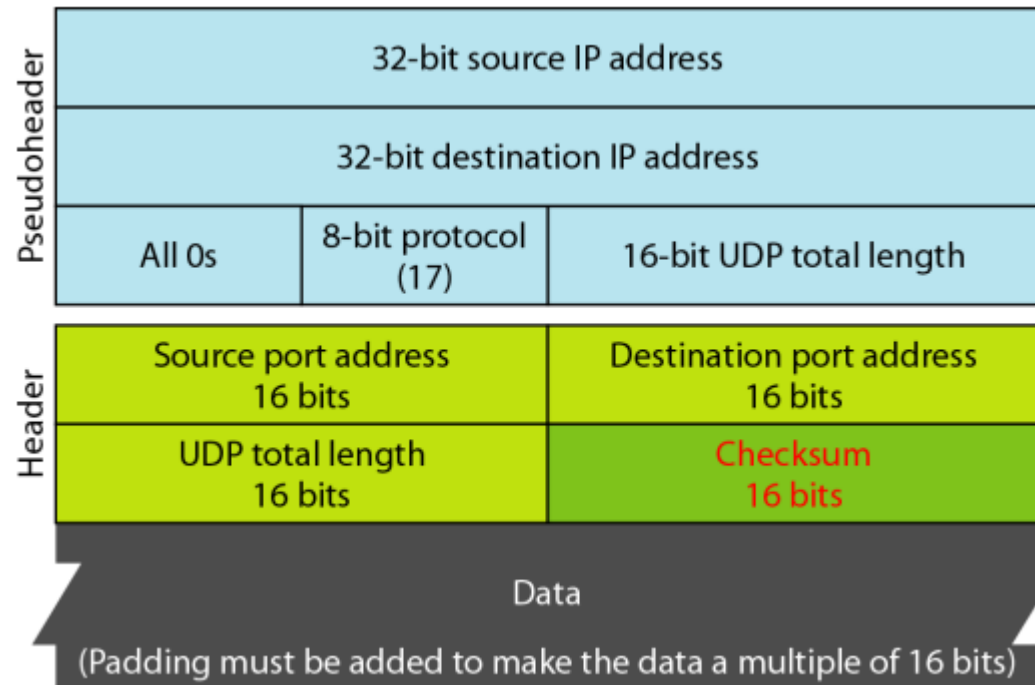 Pseudoheader
32-bit source IP address
32-bit destination IP address
All 0s
8-bit protocol
(17)
16-bit UDP total length
Header
Source port address
16 bits
Destination port address
16 bits
UDP total length
16 bits
Checksum
16 bits
Data
(Padding must be added to make the data a multiple of 16 bits)